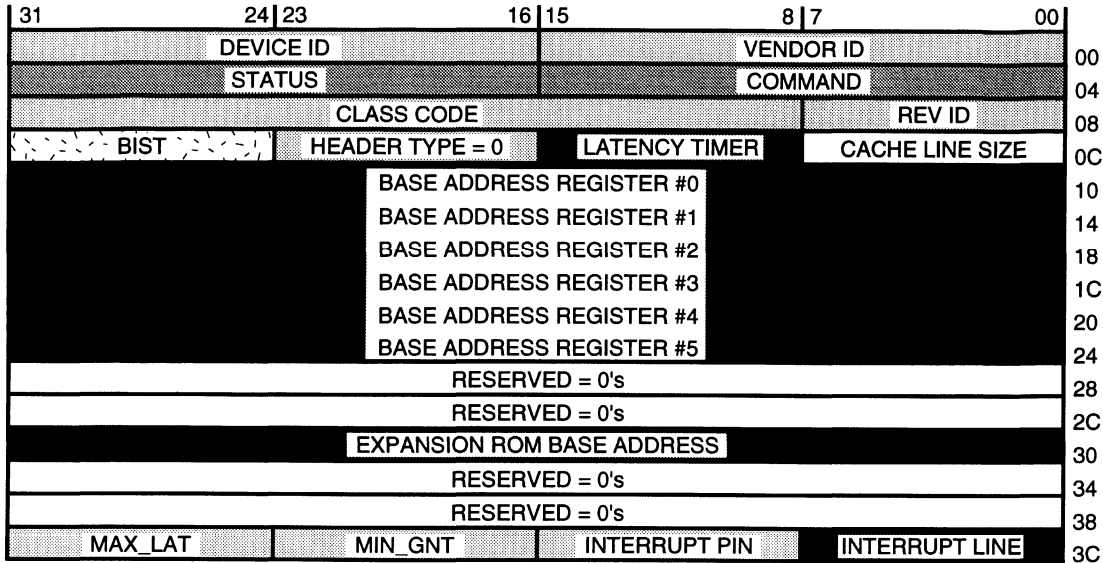 31 24 23 16 15 8 7 00
DEVICE ID VENDOR ID 00
STATUS COMMAND 04
CLASS CODE REV ID 08
BIST HEADER TYPE = 0 LATENCY TIMER CACHE LINE SIZE 0C
BASE ADDRESS REGISTER #0 10
BASE ADDRESS REGISTER #1 14
BASE ADDRESS REGISTER #2 18
BASE ADDRESS REGISTER #3 1C
BASE ADDRESS REGISTER #4 20
BASE ADDRESS REGISTER #5 24
RESERVED = 0's 28
RESERVED = 0's 2C
EXPANSION ROM BASE ADDRESS 30
RESERVED = 0's 34
RESERVED = 0's 38
MAX_LAT MIN_GNT INTERRUPT PIN INTERRUPT LINE 3C